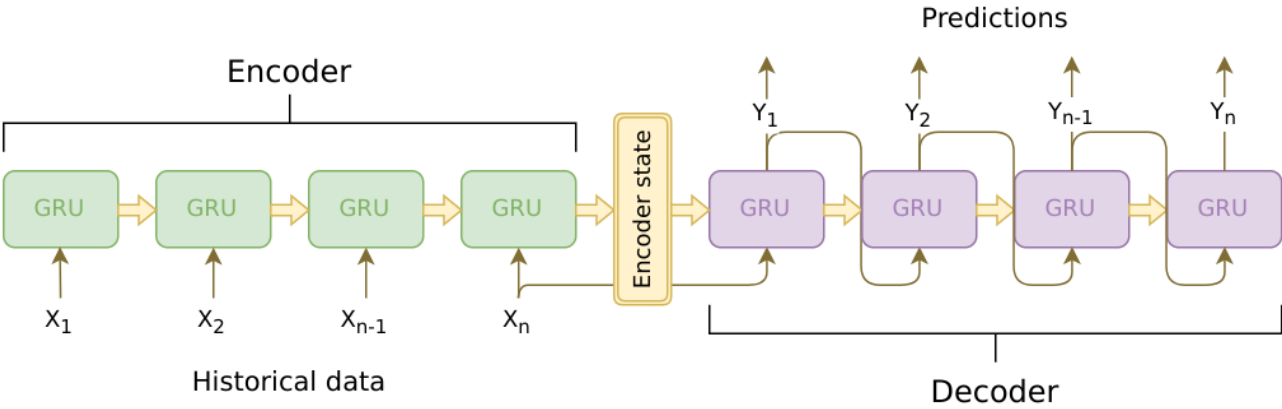 Predictions
Encoder
Y1 Y2 Yn-1 Yn
GRU GRU GRU GRU Encoder state GRU GRU GRU GRU
X1 X2 Xn-1 Xn
Historical data
Decoder